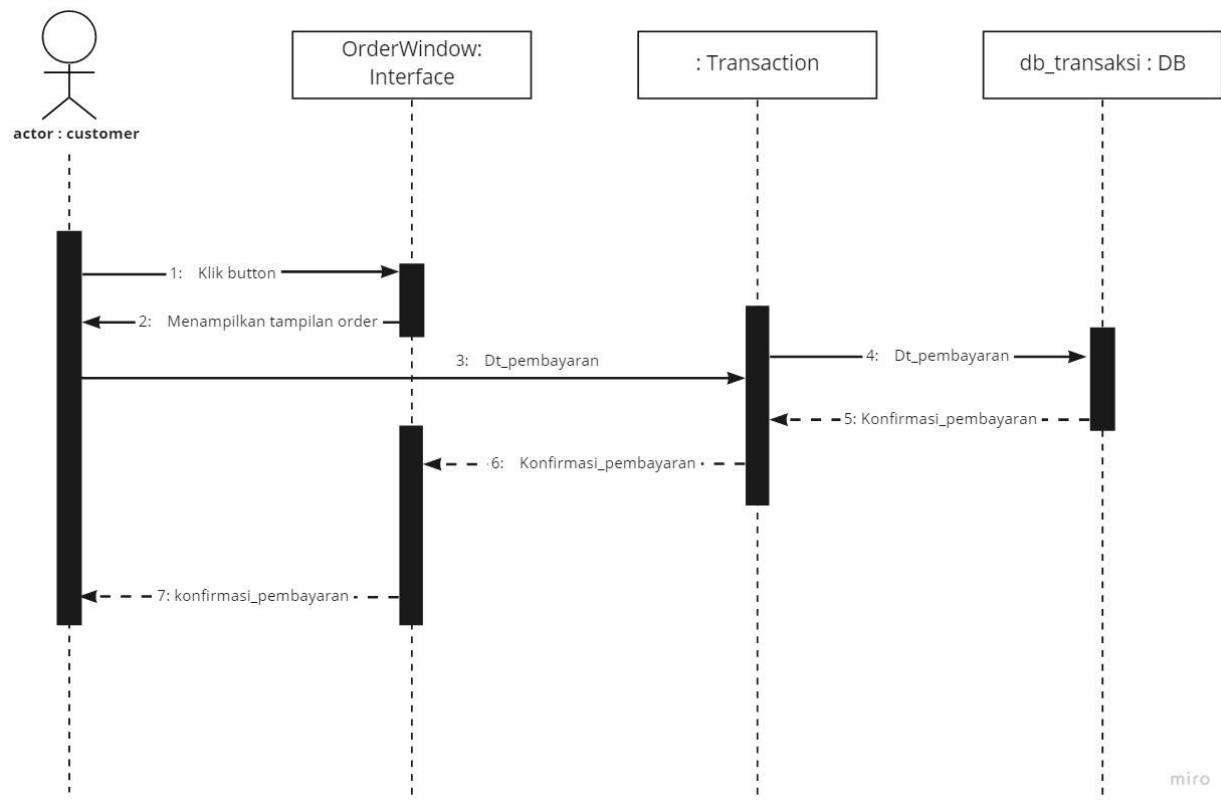 OrderWindow:
Interface
: Transaction
db_transaksi : DB
actor : customer
1: Klik button
2: Menampilkan tampilan order
3: Dt_pembayaran
4: Dt_pembayaran
5: Konfirmasi_pembayaran
6: Konfirmasi_pembayaran
7: konfirmasi_pembayaran
miro